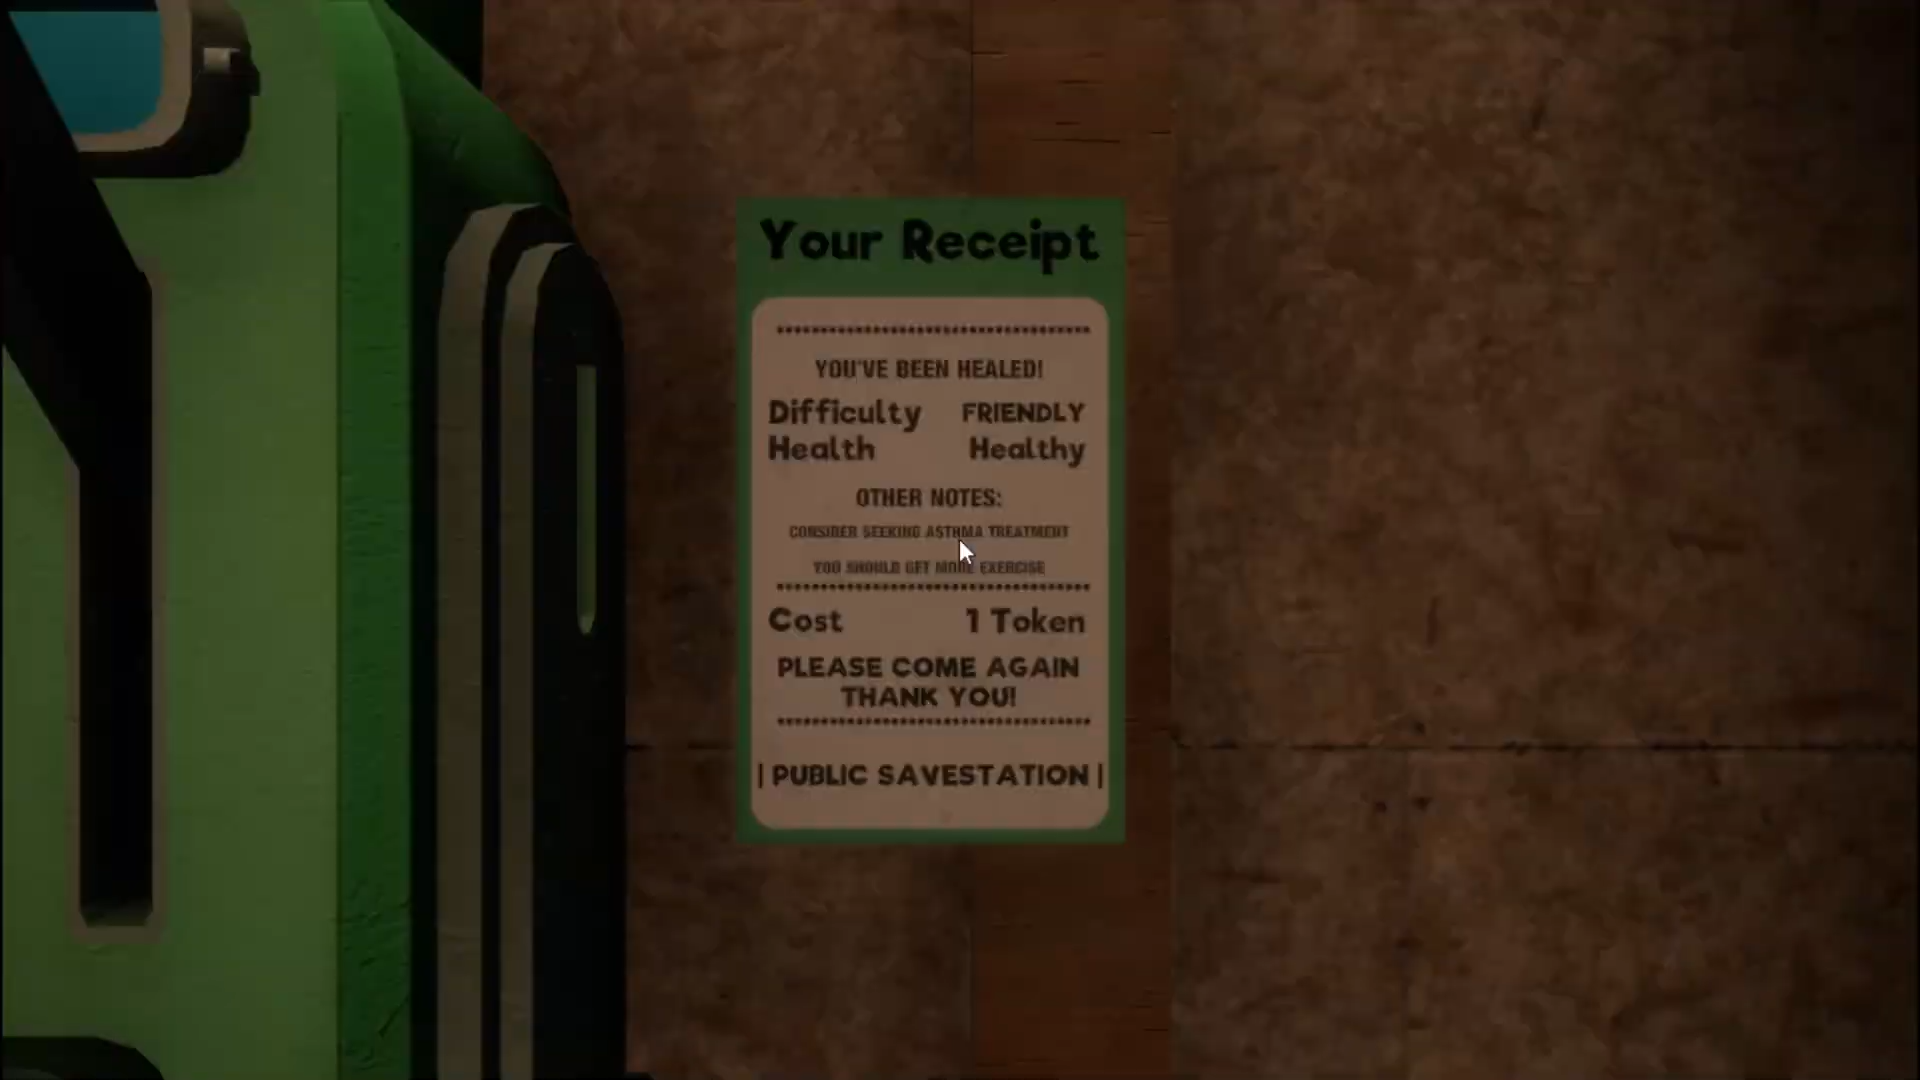 Your Receipt
YOU'VE BEEN HEALED!
Difficulty FRIENDLY
Health Healthy
OTHER NOTES:
CONSIDER SEEKING ASTHMA TREATMENT
YOU SHOULD GET MORE EXERCISE
Cost 1 Token
PLEASE COME AGAIN
THANK YOU!
| PUBLIC SAVESTATION |